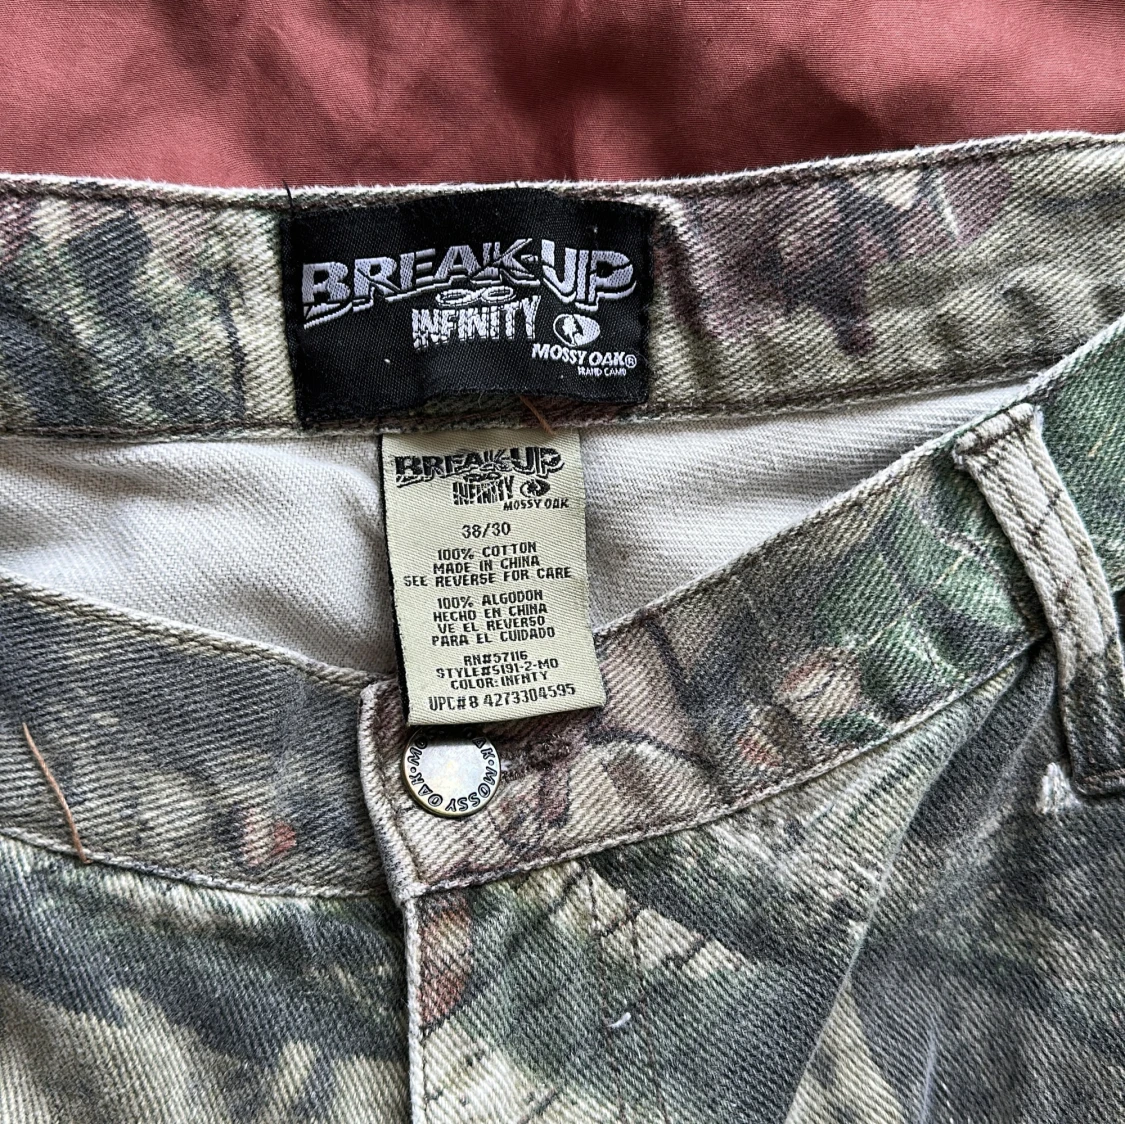 BREAK-UP
INFINITY
MOSSY OAK®
BRAND CAMO
BREAK-UP
INFINITY
MOSSY OAK
38/30
100% COTTON
MADE IN CHINA
SEE REVERSE FOR CARE
100% ALGODON
HECHO EN CHINA
VE EL REVERSO
PARA EL CUIDADO
RN#57116
STYLE#5191-2-MO
COLOR:INFNTY
UPC#8 4273304595
MOSSY OAK